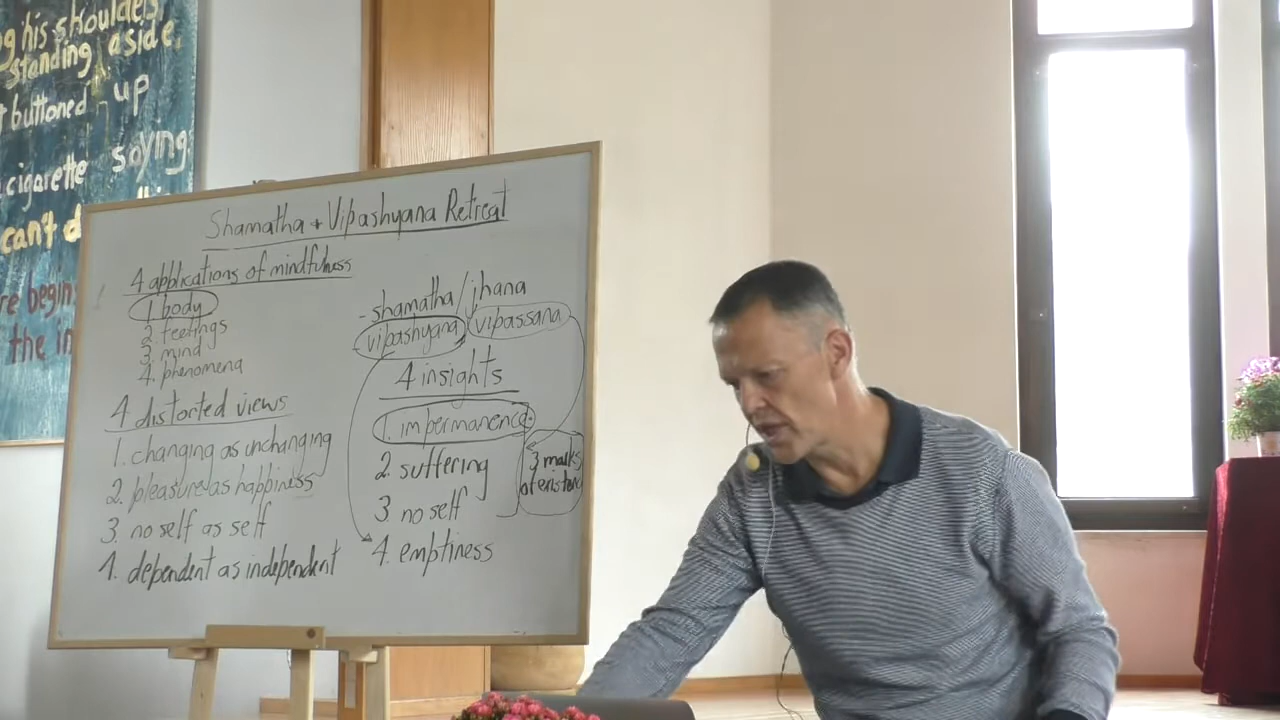 g his shoulders,
standing aside,
t buttoned up
cigarette saying
can't d
re begin
the in
Shamatha + Vipashyana Retreat
4 applications of mindfulness
1. body
2. feelings
3. mind
4. phenomena
4 distorted views
1. changing as unchanging
2. pleasure as happiness
3. no self as self
4. dependent as independent
- shamatha / jhana
vipashyana vipassana
4 insights
1. impermanence
2. suffering
3. no self
4. emptiness
3 marks
of existence